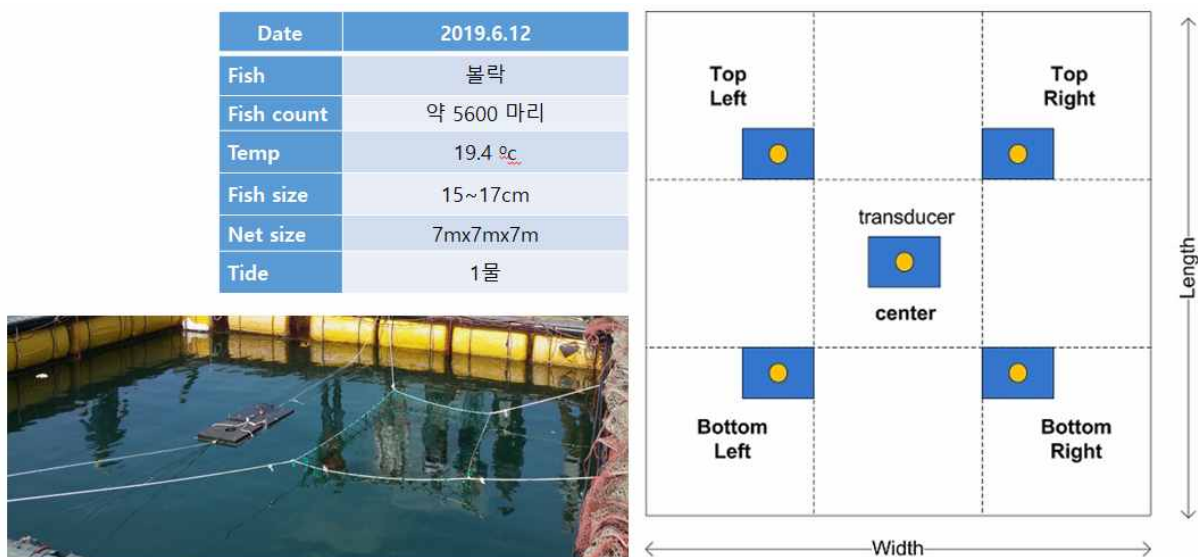 Date 2019.6.12
Fish 볼락
Fish count 약 5600 마리
Temp 19.4 ºc
Fish size 15~17cm
Net size 7mx7mx7m
Tide 1물
Top
Left
Top
Right
transducer
center
Bottom
Left
Bottom
Right
Length
Width